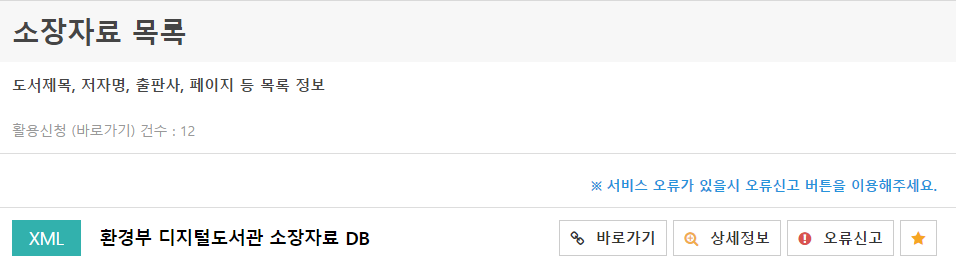 소장자료 목록
도서제목, 저자명, 출판사, 페이지 등 목록 정보
활용신청 (바로가기) 건수 : 12
※ 서비스 오류가 있을시 오류신고 버튼을 이용해주세요.
XML 환경부 디지털도서관 소장자료 DB 바로가기 상세정보 오류신고